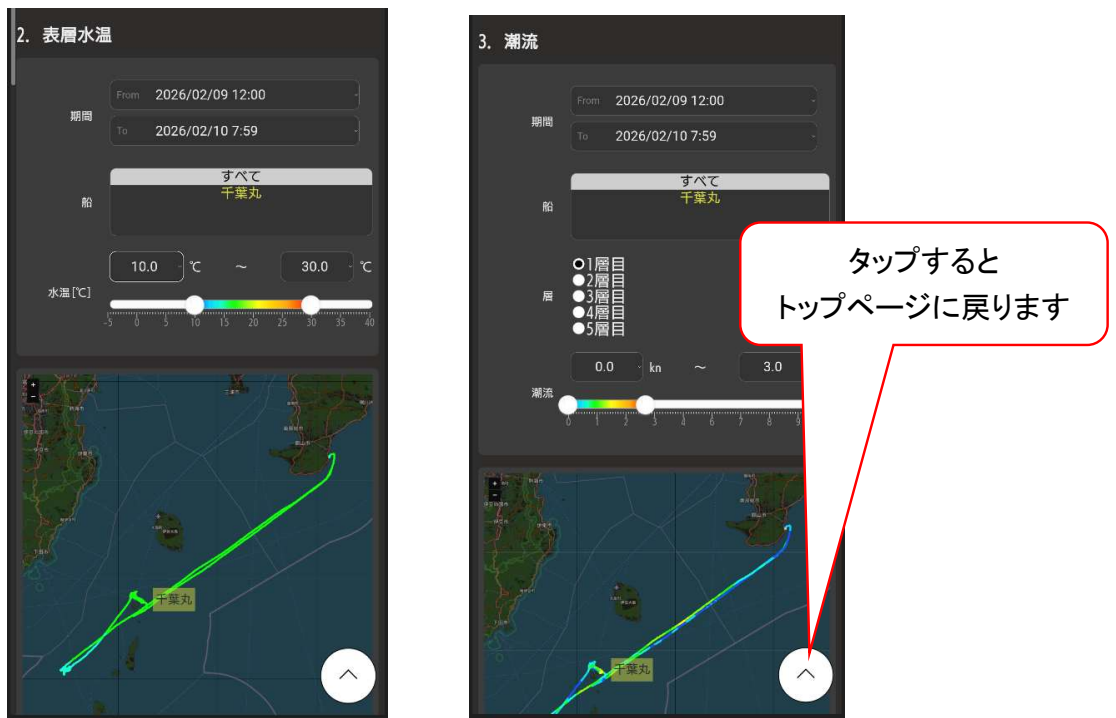 2. 表層水温
期間
From 2026/02/09 12:00
To 2026/02/10 7:59
船
すべて
千葉丸
水温[℃]
10.0 ℃ ～ 30.0 ℃
-5 0 5 10 15 20 25 30 35 40
+
-
千葉丸
3. 潮流
期間
From 2026/02/09 12:00
To 2026/02/10 7:59
船
すべて
千葉丸
層
1層目
2層目
3層目
4層目
5層目
潮流
0.0 kn ～ 3.0
0 1 2 3 4 6 7 8 9
+
-
千葉丸
タップすると
トップページに戻ります